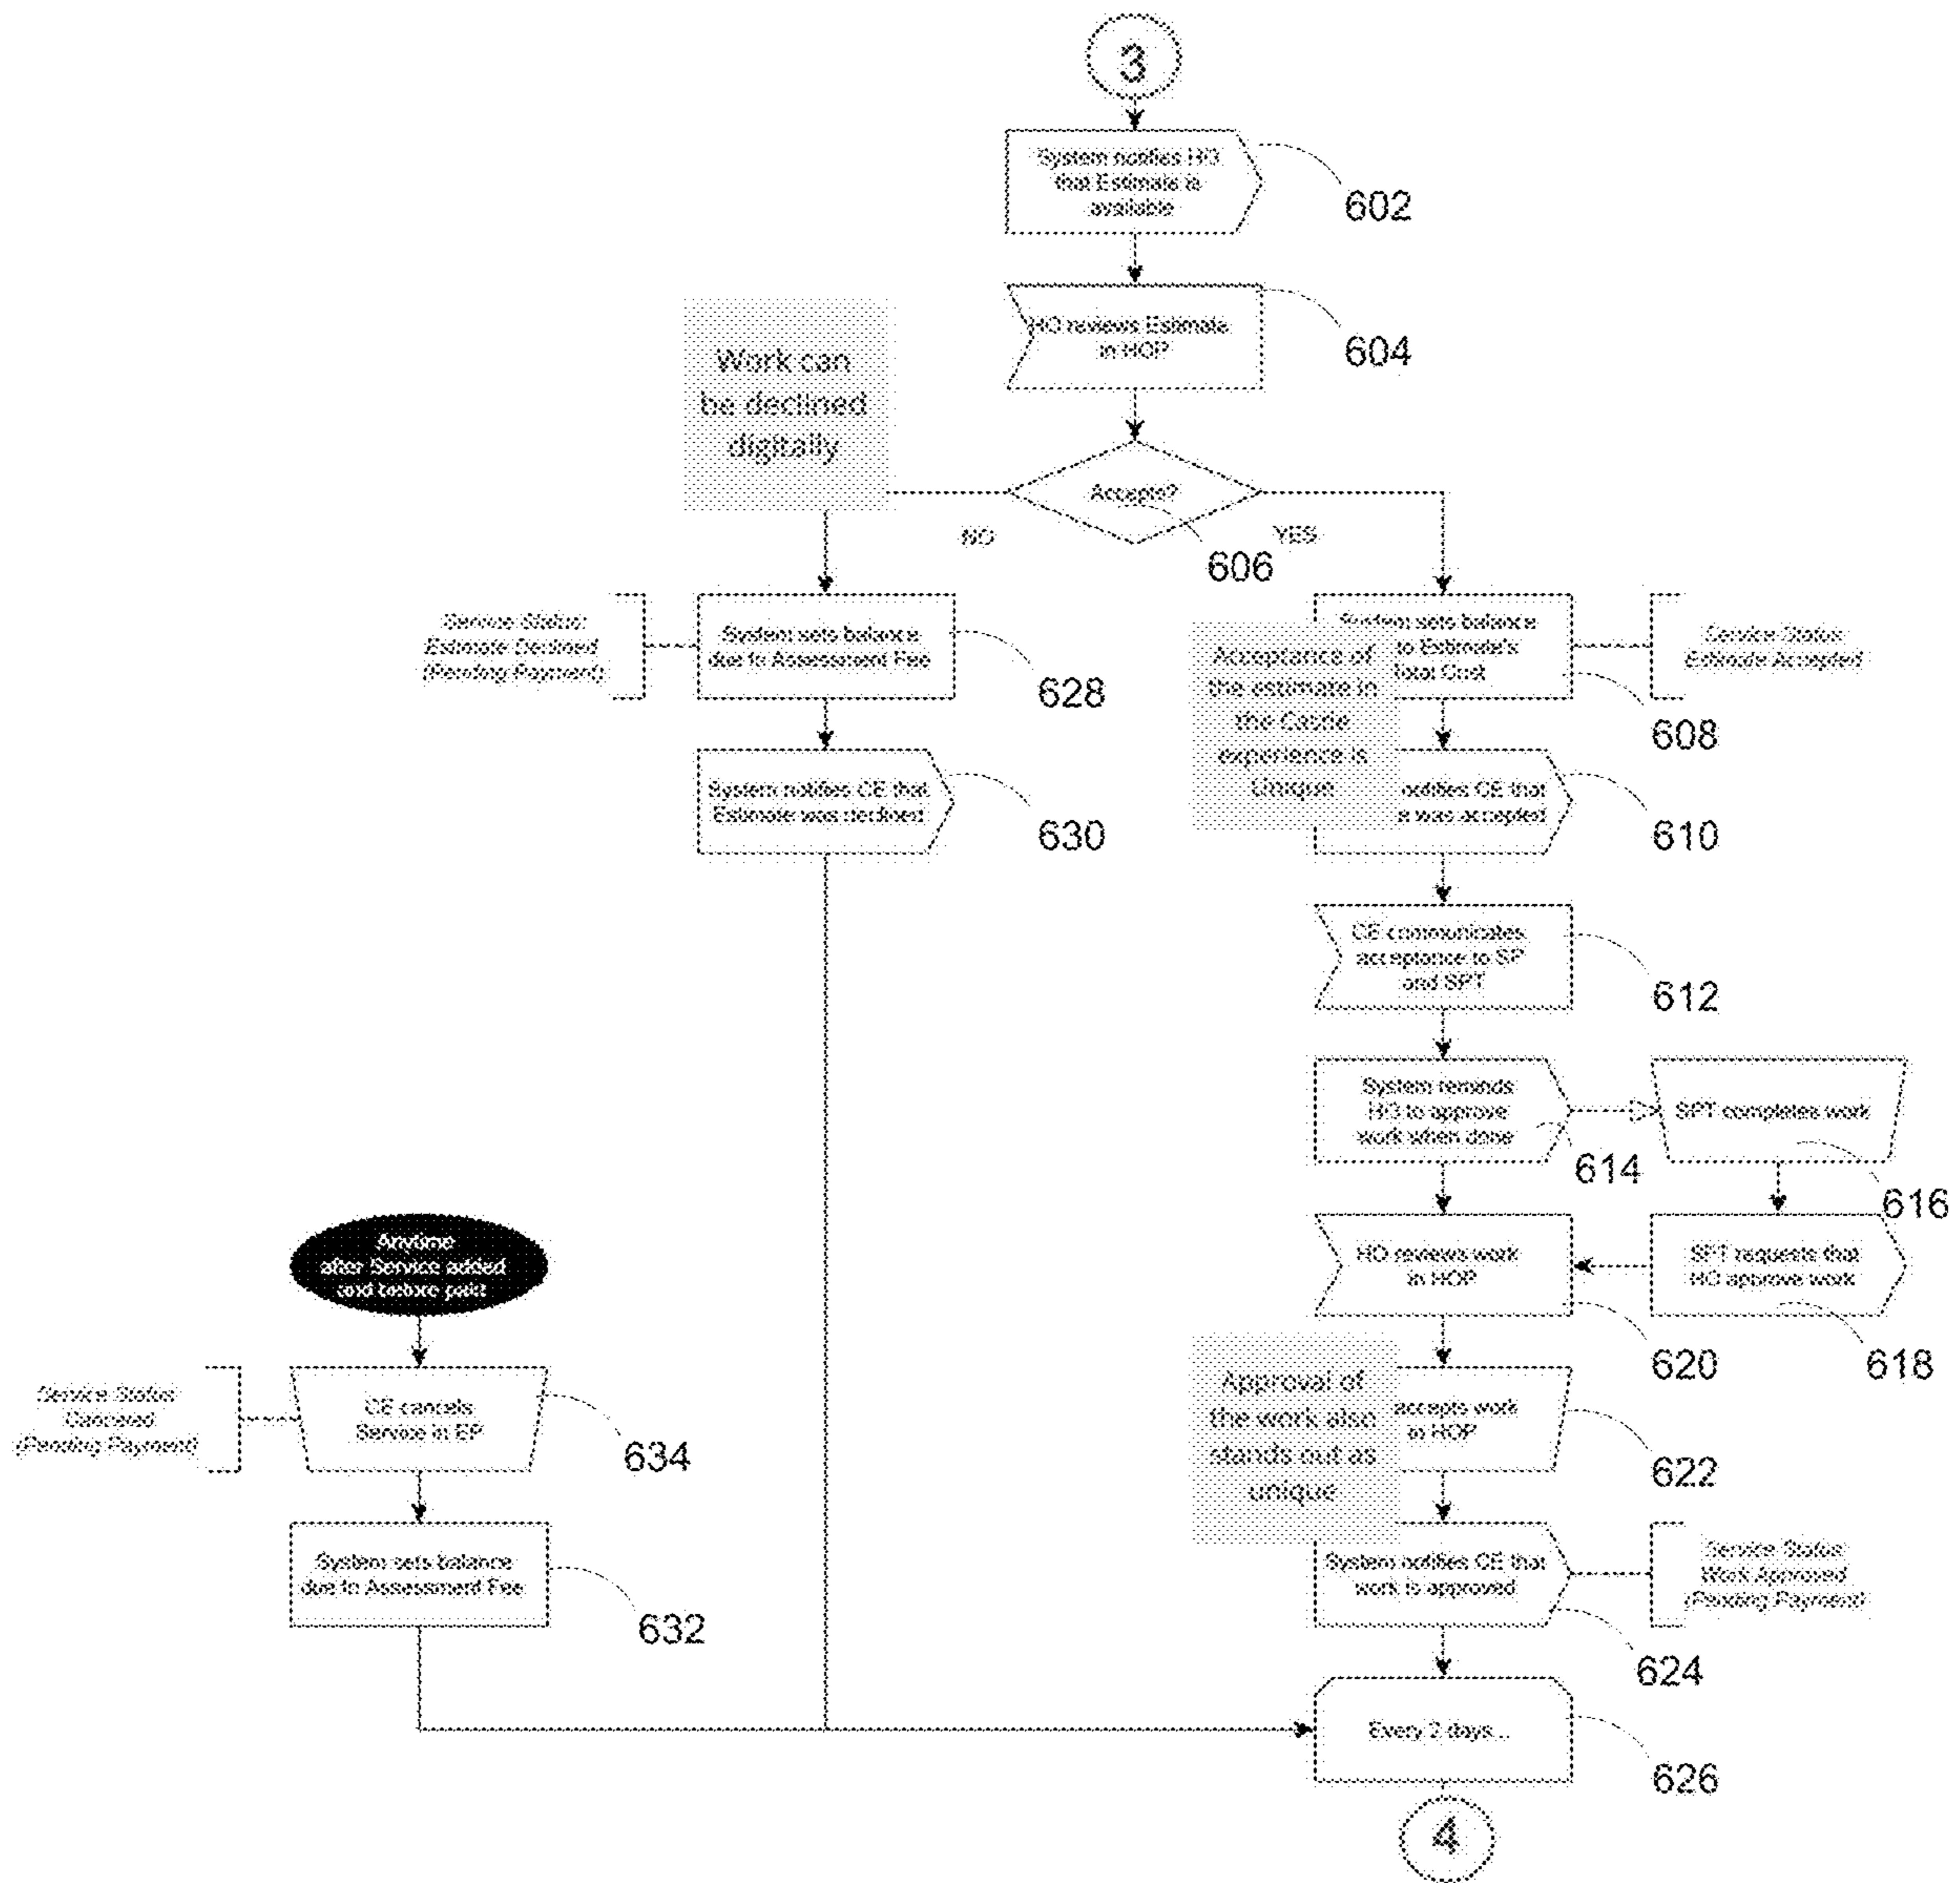 3
System notifies HO
that Estimate is
available
602
HO reviews Estimate
in HOP
604
Work can
be declined
digitally
Accepts?
NO
YES
606
Service Status:
Estimate Declined
(Pending Payment)
System sets balance
due to Assessment Fee
628
System sets balance
to Estimate's
Total Cost
Service Status
Estimate Accepted
608
Acceptance of
the estimate in
the Castle
experience is
Unique
System notifies CE that
Estimate was declined
630
notifies CE that
e was accepted
610
CE communicates
acceptance to SP
and SPT
612
System reminds
HO to approve
work when done
614
SPT completes work
616
Anytime
after Service added
and before paid
HO reviews work
in HOP
620
SPT requests that
HO approve work
618
Service Status
Canceled
(Pending Payment)
CE cancels
Service in EP
634
Approval of
the work also
stands out as
unique
accepts work
in HOP
622
System sets balance
due to Assessment Fee
632
System notifies CE that
work is approved
Service Status
Work Approved
(Pending Payment)
624
Every 2 days...
626
4